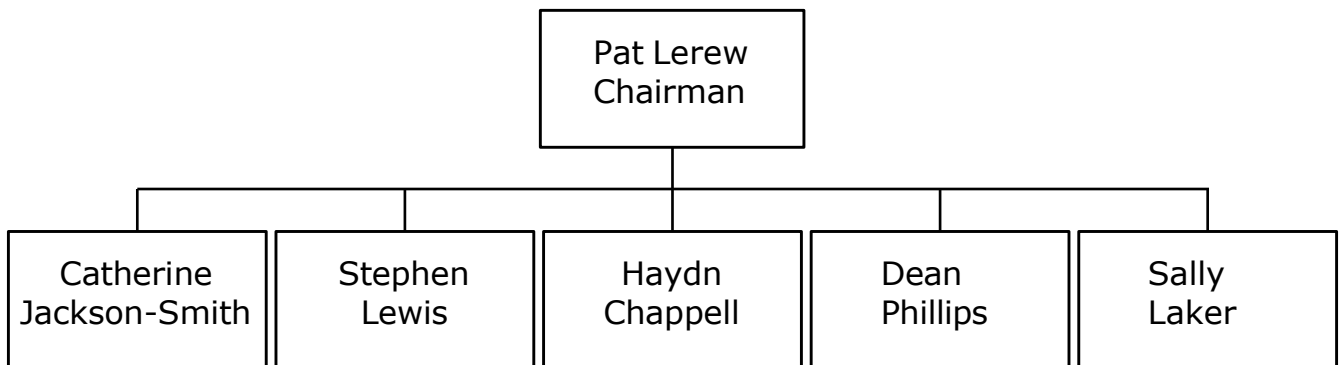 Pat Lerew
Chairman
Catherine
Jackson-Smith
Stephen
Lewis
Haydn
Chappell
Dean
Phillips
Sally
Laker